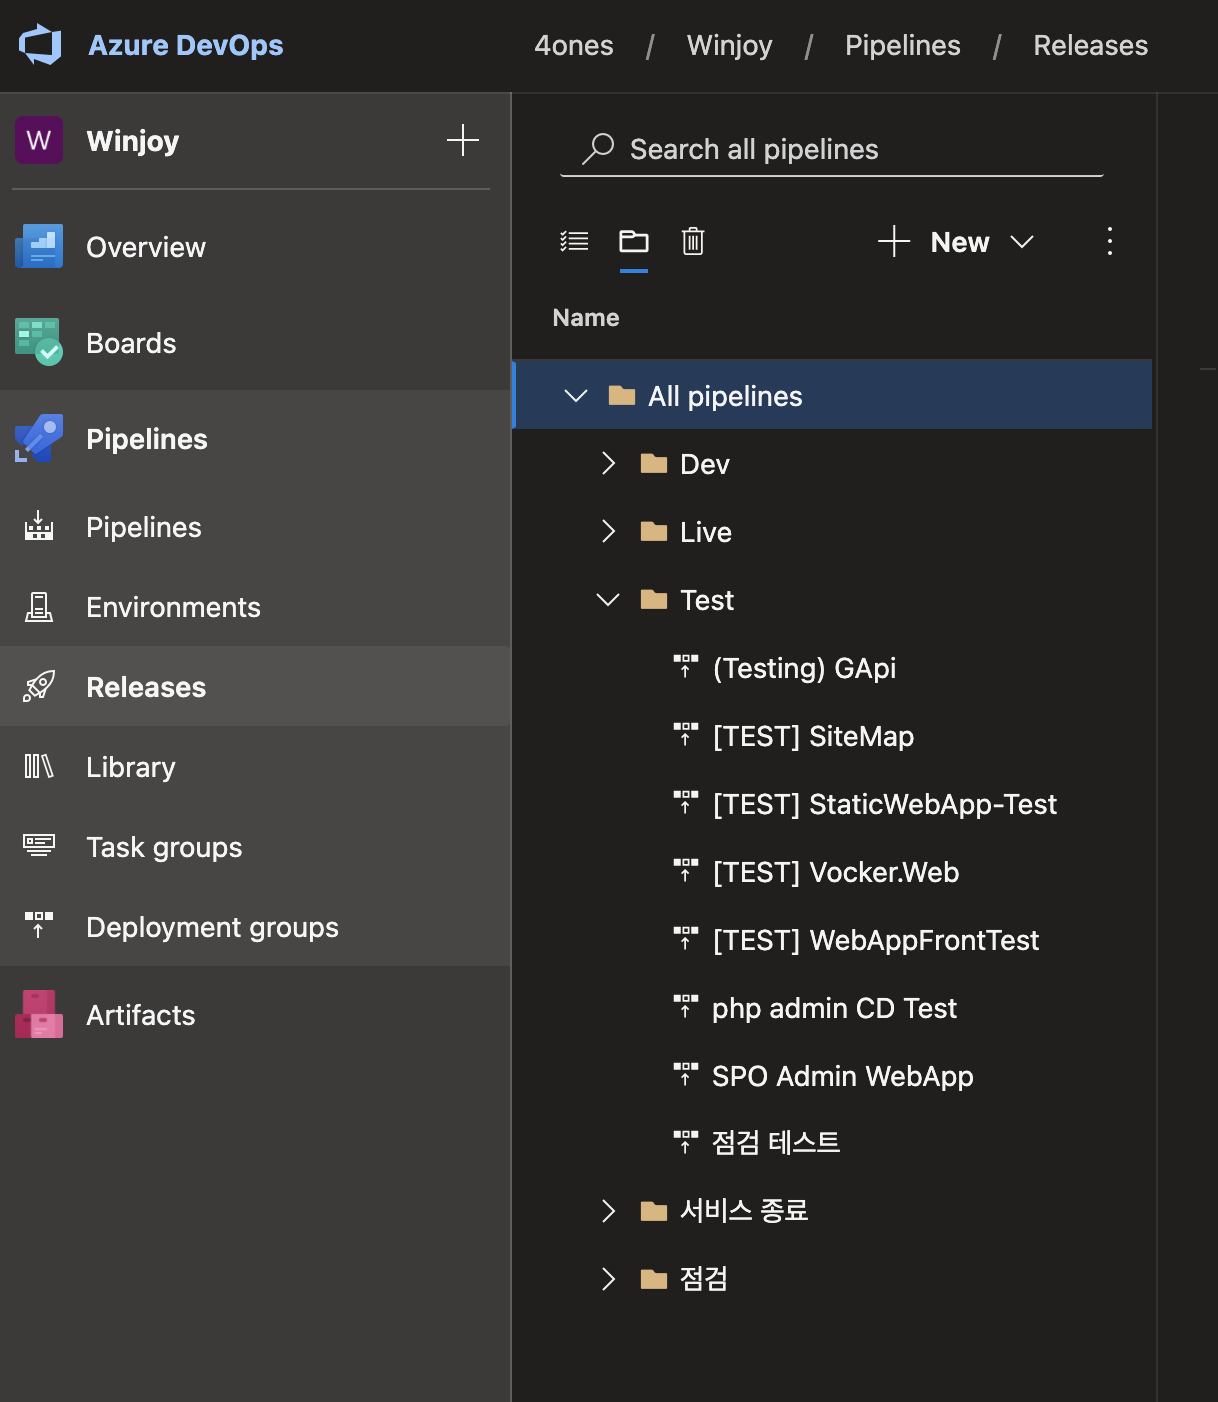 Azure DevOps
4ones / Winjoy / Pipelines / Releases
W Winjoy
Overview
Boards
Pipelines
Pipelines
Environments
Releases
Library
Task groups
Deployment groups
Artifacts
Search all pipelines
New
Name
All pipelines
Dev
Live
Test
(Testing) GApi
[TEST] SiteMap
[TEST] StaticWebApp-Test
[TEST] Vocker.Web
[TEST] WebAppFrontTest
php admin CD Test
SPO Admin WebApp
점검 테스트
서비스 종료
점검